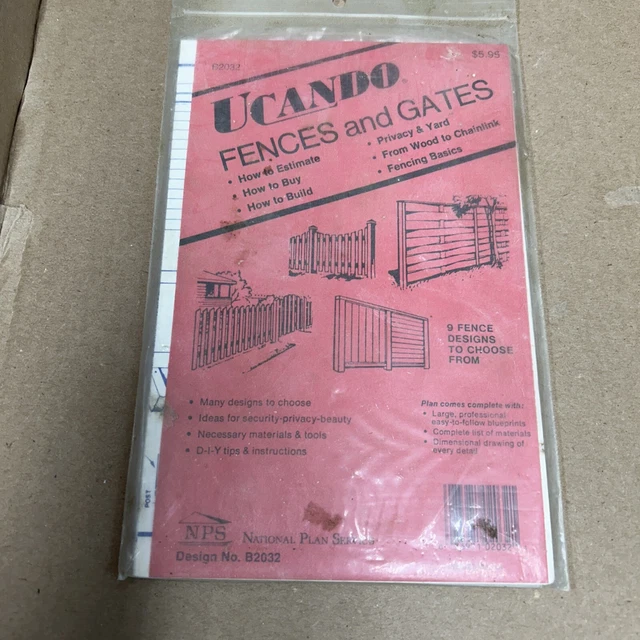 B2032
$5.95
UCANDO
FENCES and GATES
• How to Estimate
• How to Buy
• How to Build
• Privacy & Yard
• From Wood to Chainlink
• Fencing Basics
9 FENCE
DESIGNS
TO CHOOSE
FROM
• Many designs to choose
• Ideas for security-privacy-beauty
• Necessary materials & tools
• D-I-Y tips & instructions
Plan comes complete with:
• Large, professional
easy-to-follow blueprints
• Complete list of materials
• Dimensional drawing of
every detail
POST
NPS
NATIONAL PLAN SERVICE
Design No. B2032